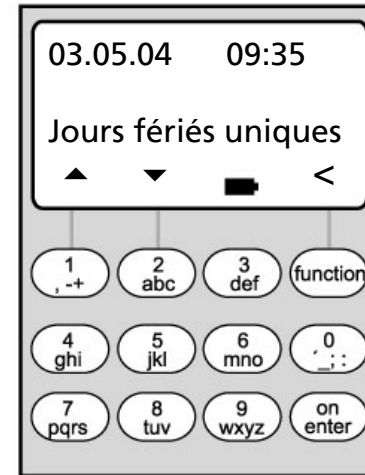 03.05.04 09:35
Jours fériés uniques
<
1 2 3 function
, -+ abc def
4 5 6 0
ghi jkl mno ´_; :
7 8 9 on
pqrs tuv wxyz enter